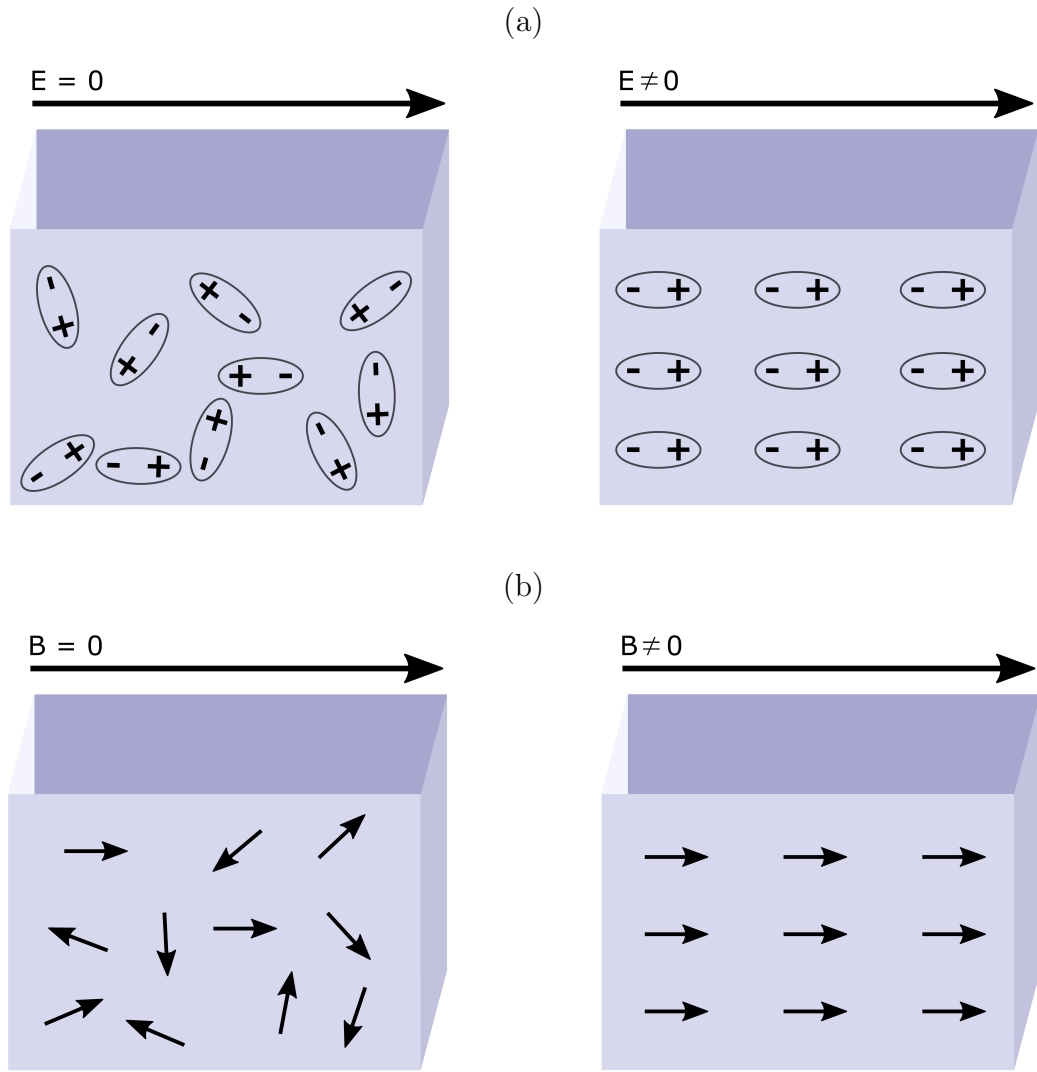 (a)
E = 0
E ≠ 0
- + + - + - + -
+ -
+ - -
+
- + - + + - - +
- + - + - +
- + - + - +
- + - + - +
(b)
B = 0
B ≠ 0